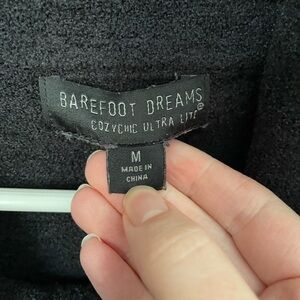 BAREFOOT DREAMS®
COZYCHIC ULTRA LITE
M
MADE IN
CHINA